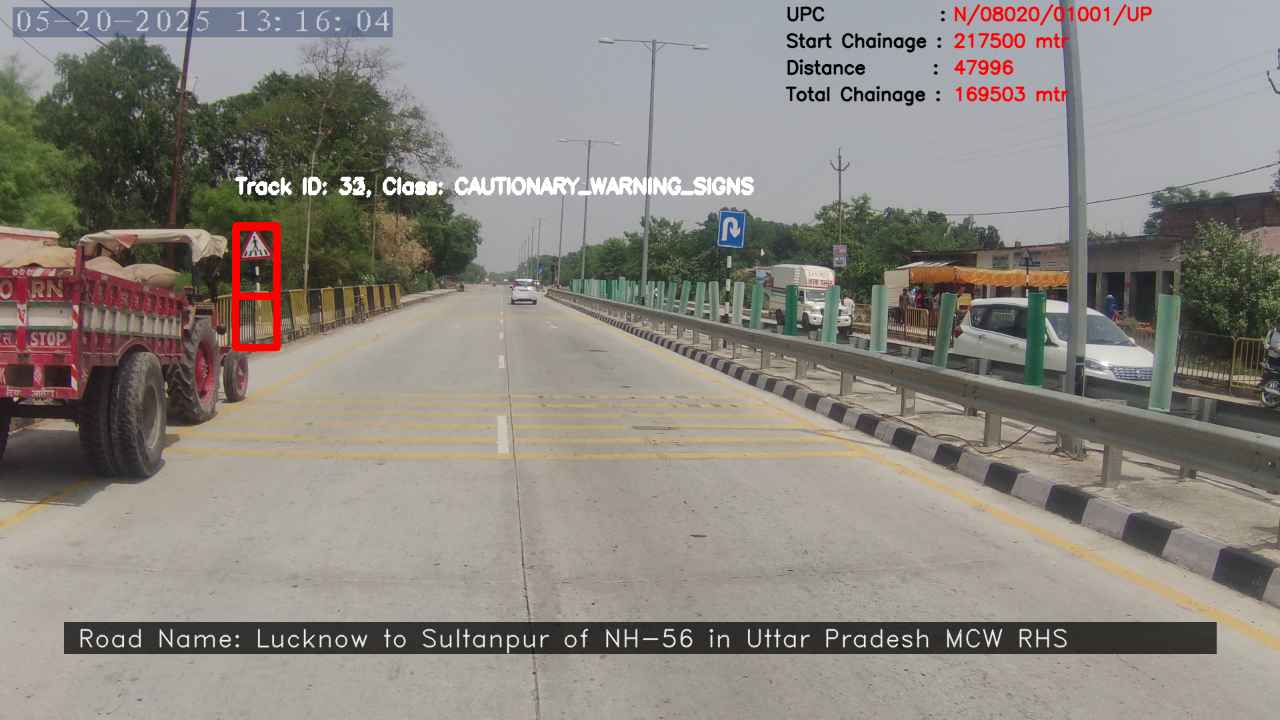 05-20-2025 13:16:04
UPC : N/08020/01001/UP
Start Chainage : 217500 mtr
Distance : 47996
Total Chainage : 169503 mtr
Class: CAUTIONARY_WARNING_SIGNS
Track ID:
STOP
Road Name: Lucknow to Sultanpur of NH-56 in Uttar Pradesh MCW RHS